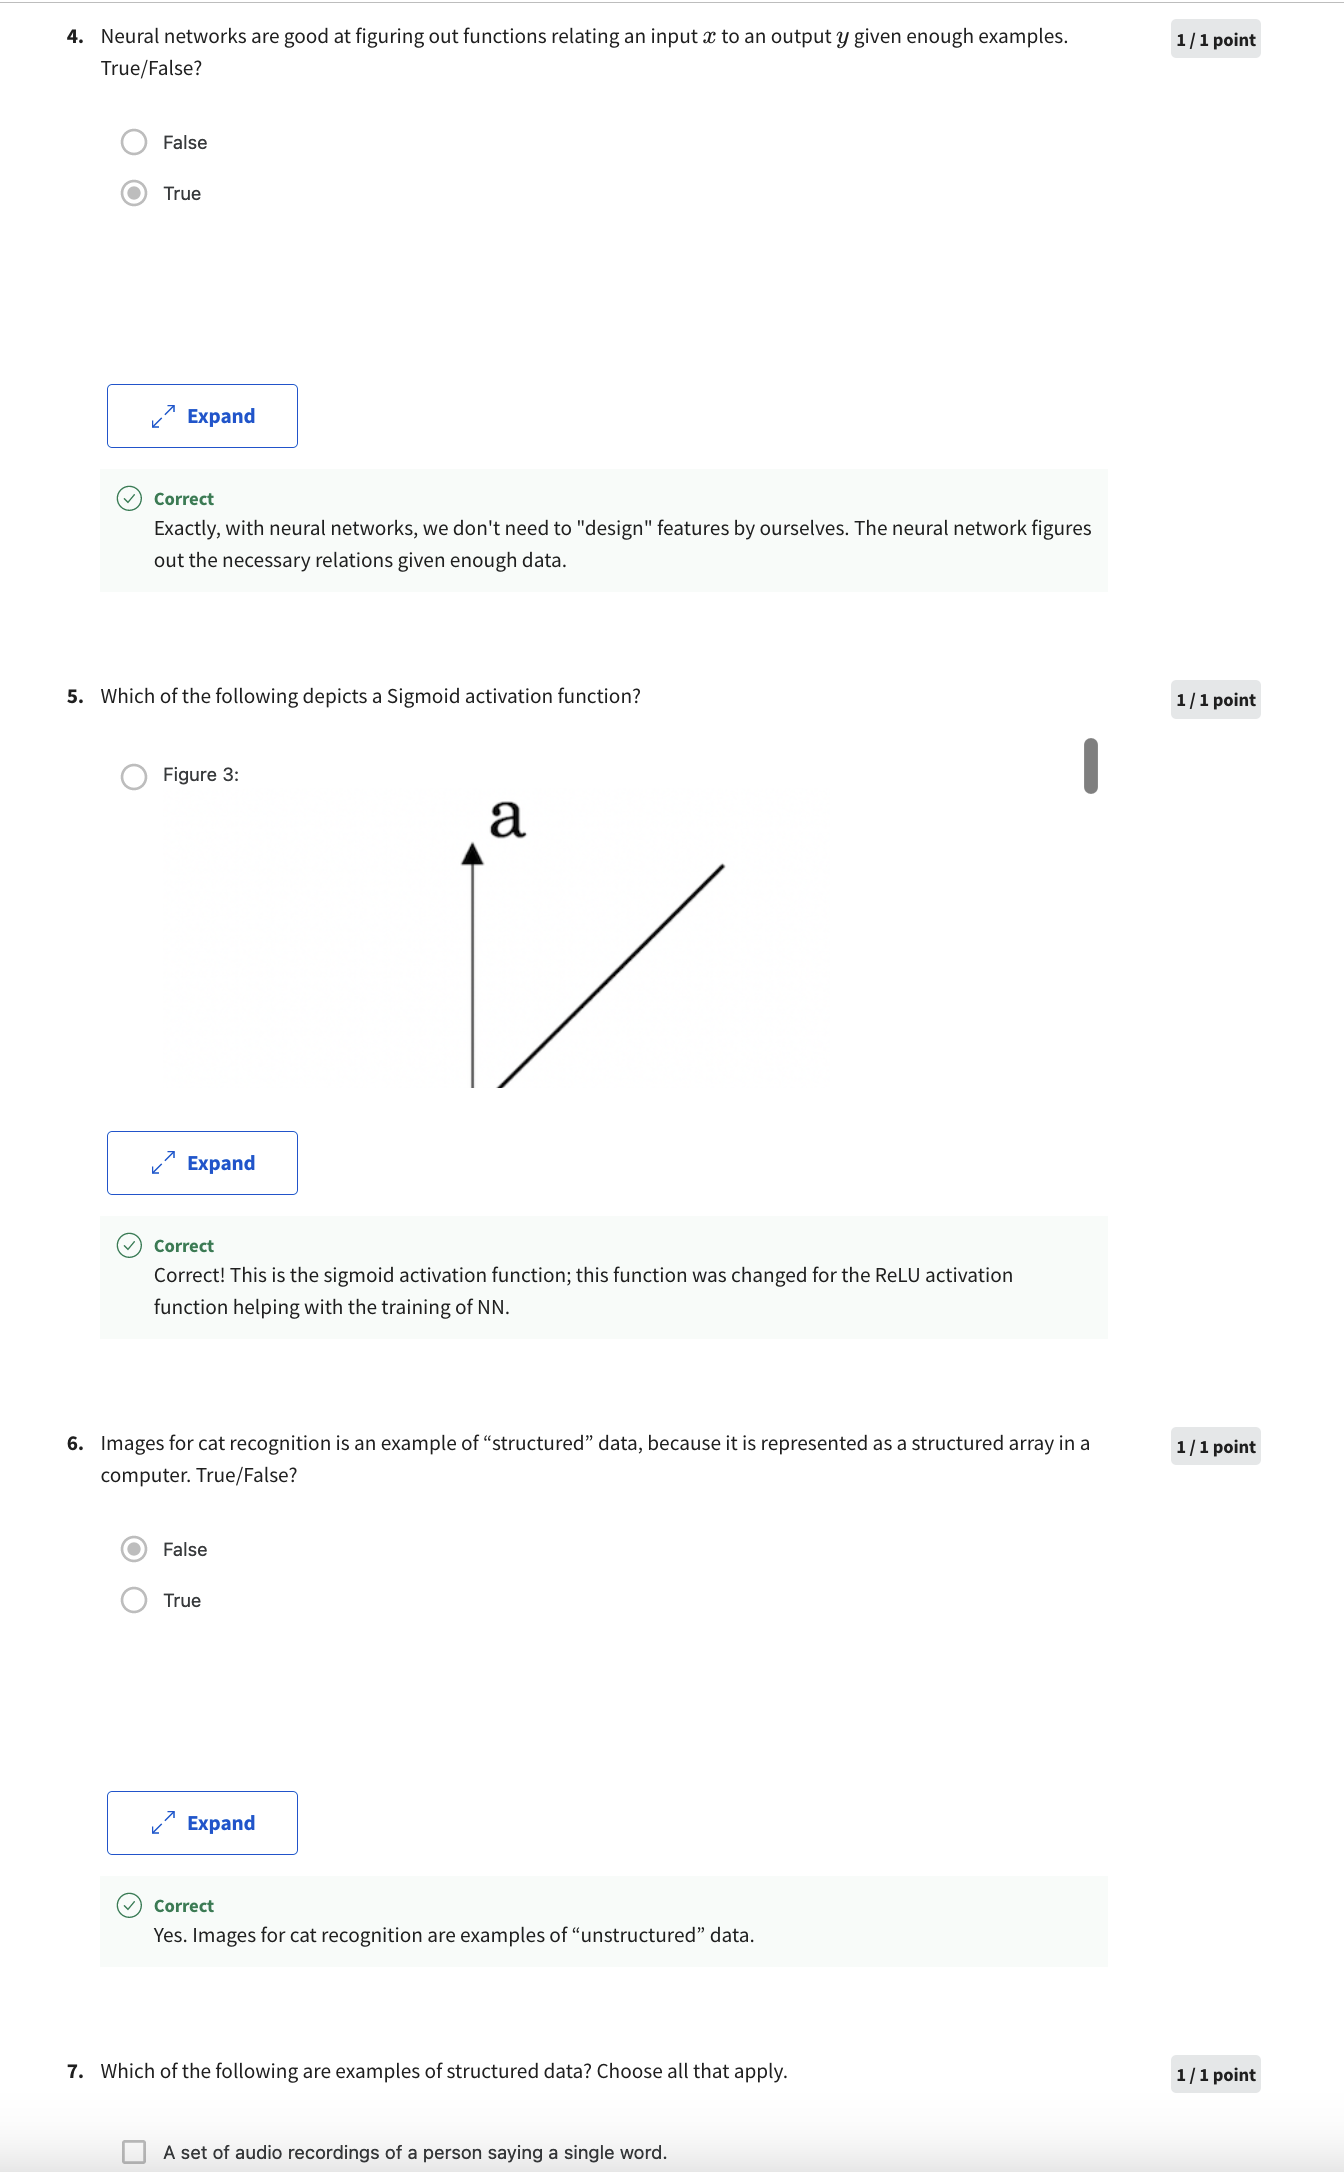 4. Neural networks are good at figuring out functions relating an input x to an output y given enough examples.
True/False?
1 / 1 point
False
True
Expand
Correct
Exactly, with neural networks, we don't need to "design" features by ourselves. The neural network figures
out the necessary relations given enough data.
5. Which of the following depicts a Sigmoid activation function?
1 / 1 point
Figure 3:
a
Expand
Correct
Correct! This is the sigmoid activation function; this function was changed for the ReLU activation
function helping with the training of NN.
6. Images for cat recognition is an example of “structured” data, because it is represented as a structured array in a
computer. True/False?
1 / 1 point
False
True
Expand
Correct
Yes. Images for cat recognition are examples of “unstructured” data.
7. Which of the following are examples of structured data? Choose all that apply.
1 / 1 point
A set of audio recordings of a person saying a single word.